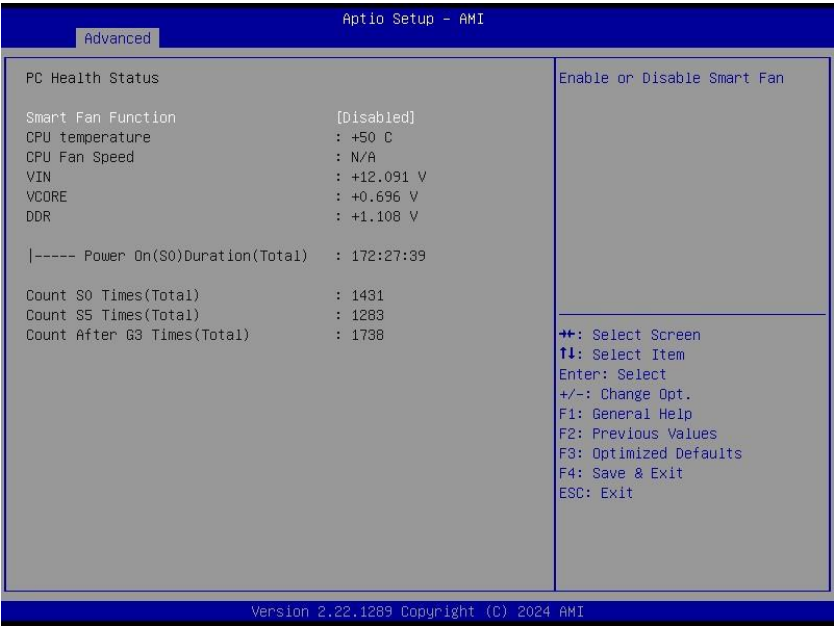 Aptio Setup - AMI
Advanced
PC Health Status
Smart Fan Function [Disabled]
CPU temperature : +50 C
CPU Fan Speed : N/A
VIN : +12.091 V
VCORE : +0.696 V
DDR : +1.108 V
|----- Power On(S0)Duration(Total) : 172:27:39
Count S0 Times(Total) : 1431
Count S5 Times(Total) : 1283
Count After G3 Times(Total) : 1738
Enable or Disable Smart Fan
→←: Select Screen
↑↓: Select Item
Enter: Select
+/-: Change Opt.
F1: General Help
F2: Previous Values
F3: Optimized Defaults
F4: Save & Exit
ESC: Exit
Version 2.22.1289 Copyright (C) 2024 AMI